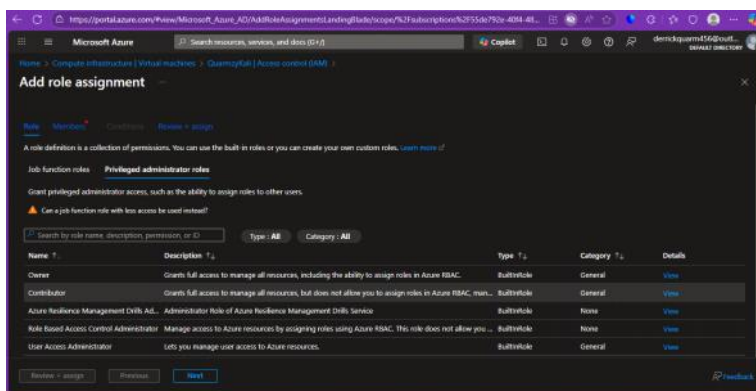 https://portal.azure.com/#view/Microsoft_Azure_AD/AddRoleAssignmentsLandingBlade/scope/%2Fsubscriptions%2F55de792e-40f4-48...
Microsoft Azure
Search resources, services, and docs (G+/)
Copilot
derrickquarm456@outl...
DEFAULT DIRECTORY
Home > Compute infrastructure | Virtual machines > QuamzyKali | Access control (IAM) >
Add role assignment
Role Members Conditions Review + assign
A role definition is a collection of permissions. You can use the built-in roles or you can create your own custom roles. Learn more
Job function roles Privileged administrator roles
Grant privileged administrator access, such as the ability to assign roles to other users.
Can a job function role with less access be used instead?
Search by role name, description, permission, or ID Type : All Category : All
Name ↑ Description ↑↓ Type ↑↓ Category ↑↓ Details
Owner Grants full access to manage all resources, including the ability to assign roles in Azure RBAC. BuiltInRole General View
Contributor Grants full access to manage all resources, but does not allow you to assign roles in Azure RBAC, man... BuiltInRole General View
Azure Resilience Management Drills Ad... Administrator Role of Azure Resilience Management Drills Service BuiltInRole None View
Role Based Access Control Administrator Manage access to Azure resources by assigning roles using Azure RBAC. This role does not allow you ... BuiltInRole None View
User Access Administrator Lets you manage user access to Azure resources. BuiltInRole General View
Review + assign Previous Next Feedback